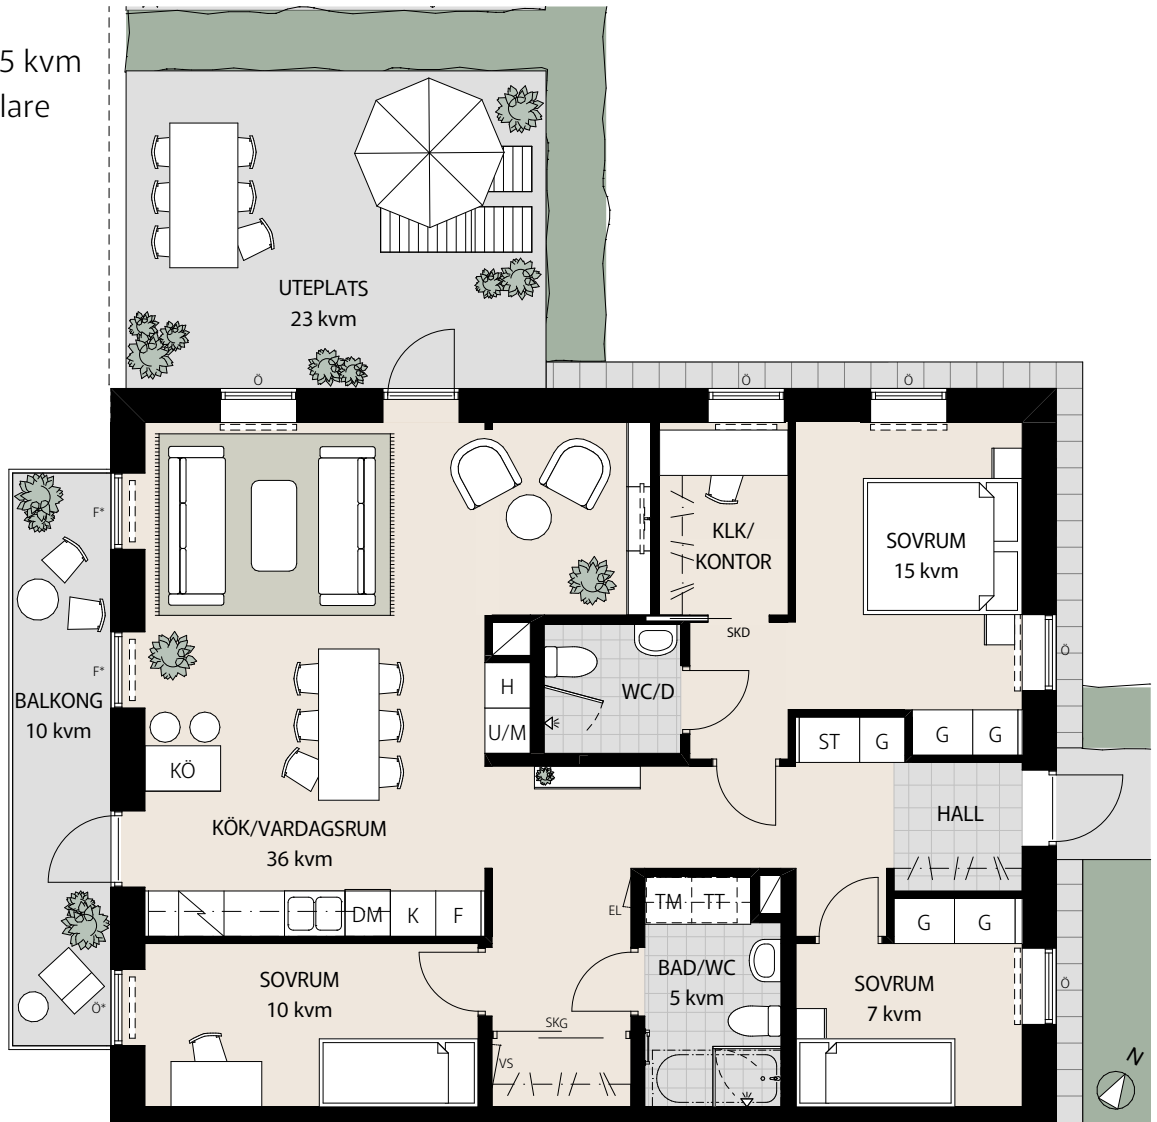 5 kvm
lare
UTEPLATS
23 kvm
Ö
Ö
Ö
F*
KLK/
KONTOR
SOVRUM
15 kvm
SKD
Ö
F*
BALKONG
10 kvm
H
U/M
WC/D
ST
G
G
G
KÖ
HALL
KÖK/VARDAGSRUM
36 kvm
DM
K
F
EL
TM
TT
G
G
SOVRUM
10 kvm
BAD/WC
5 kvm
SOVRUM
7 kvm
Ö
Ö*
SKG
VS
N